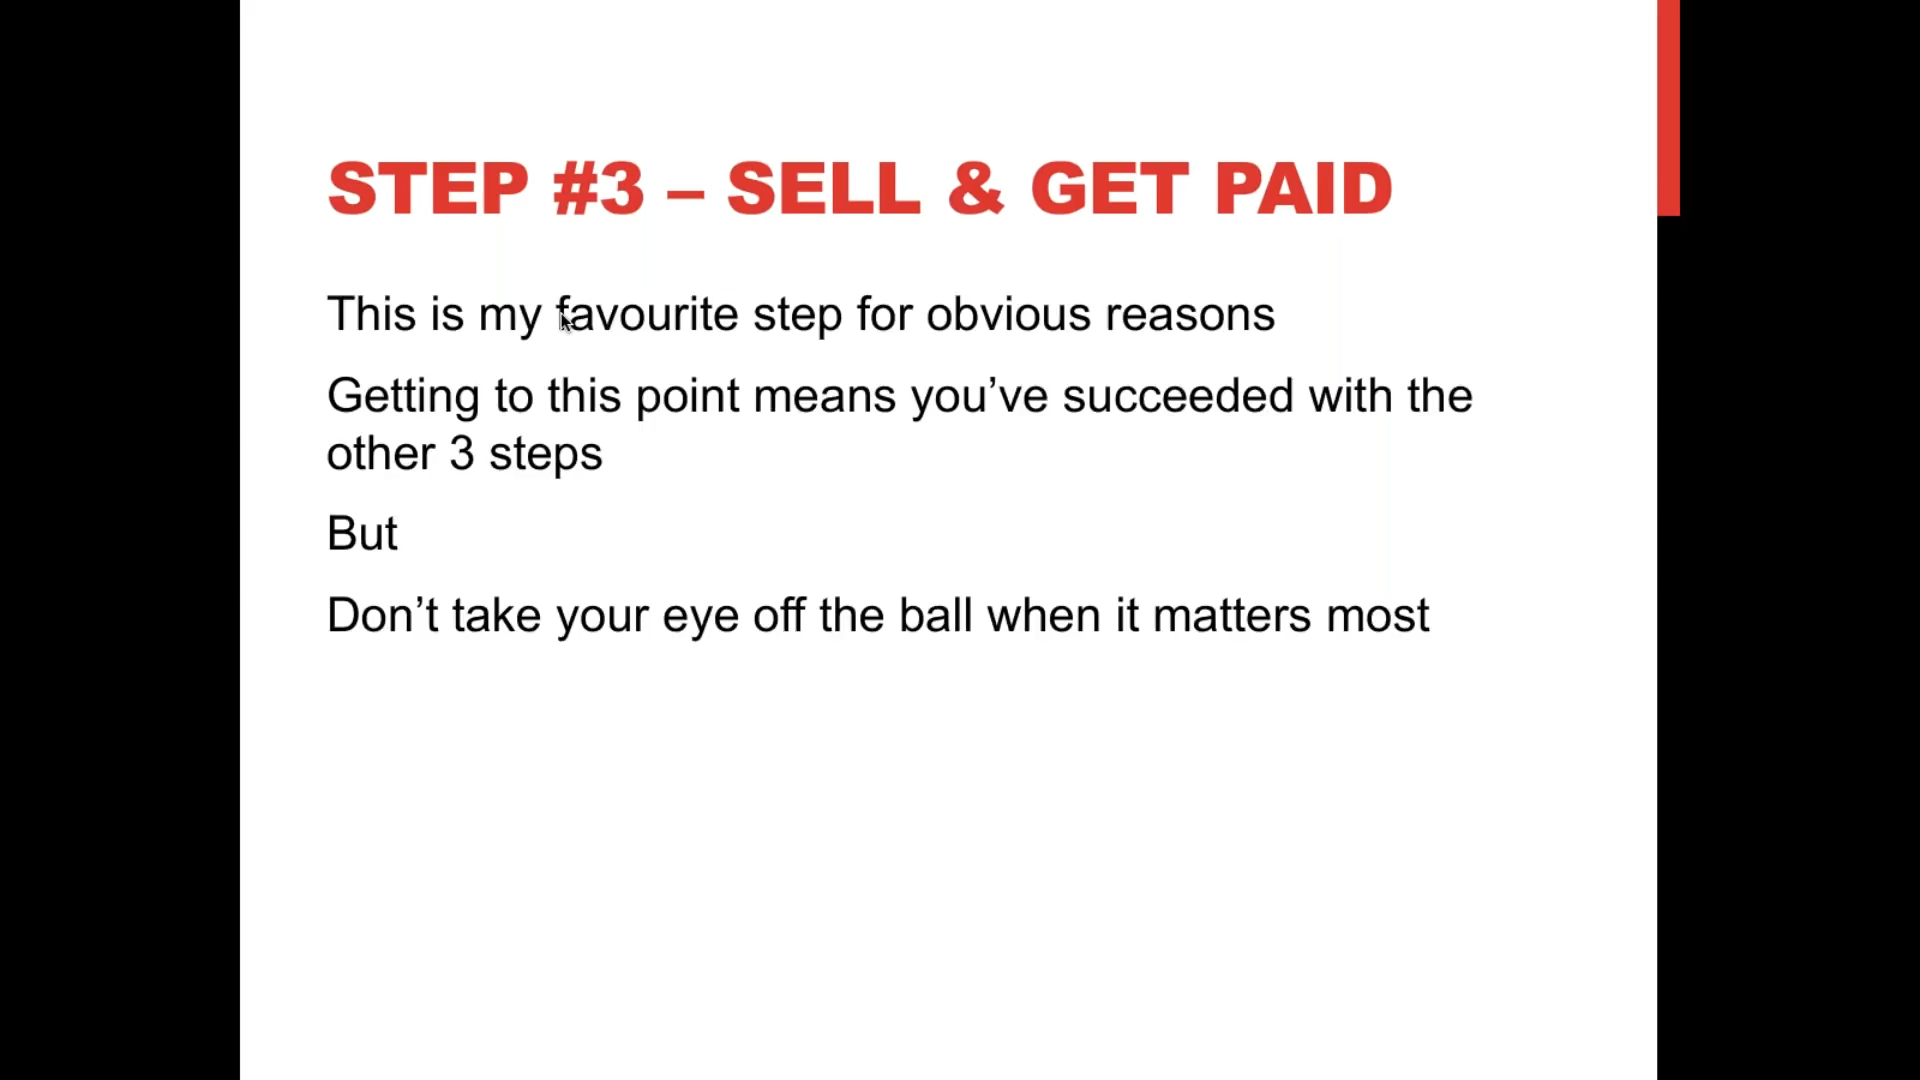 STEP #3 – SELL & GET PAID
This is my favourite step for obvious reasons
Getting to this point means you’ve succeeded with the
other 3 steps
But
Don’t take your eye off the ball when it matters most